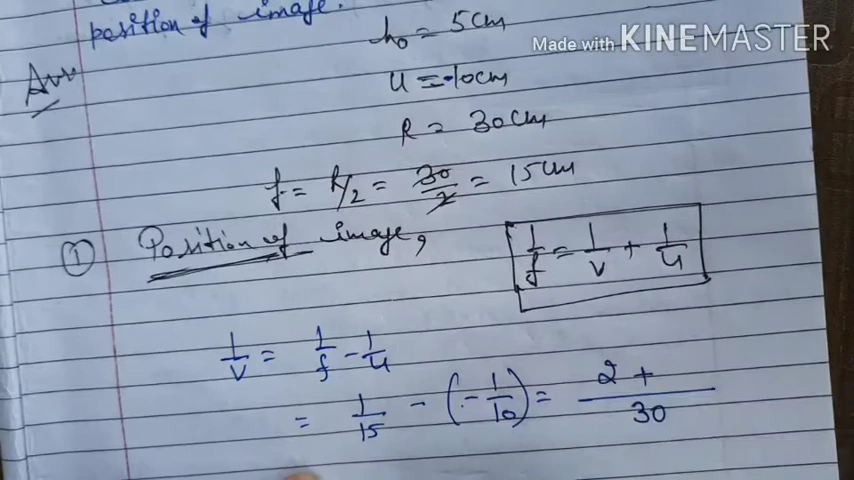 position of image.
h₀ = 5cm
Made with KINEMASTER
Ans
u = -10cm
R = 30cm
f = R/2 = 30/2 = 15cm
① Position of image,
1/f = 1/v + 1/u
1/v = 1/f - 1/u
= 1/15 - (-1/10) = 2 + /30